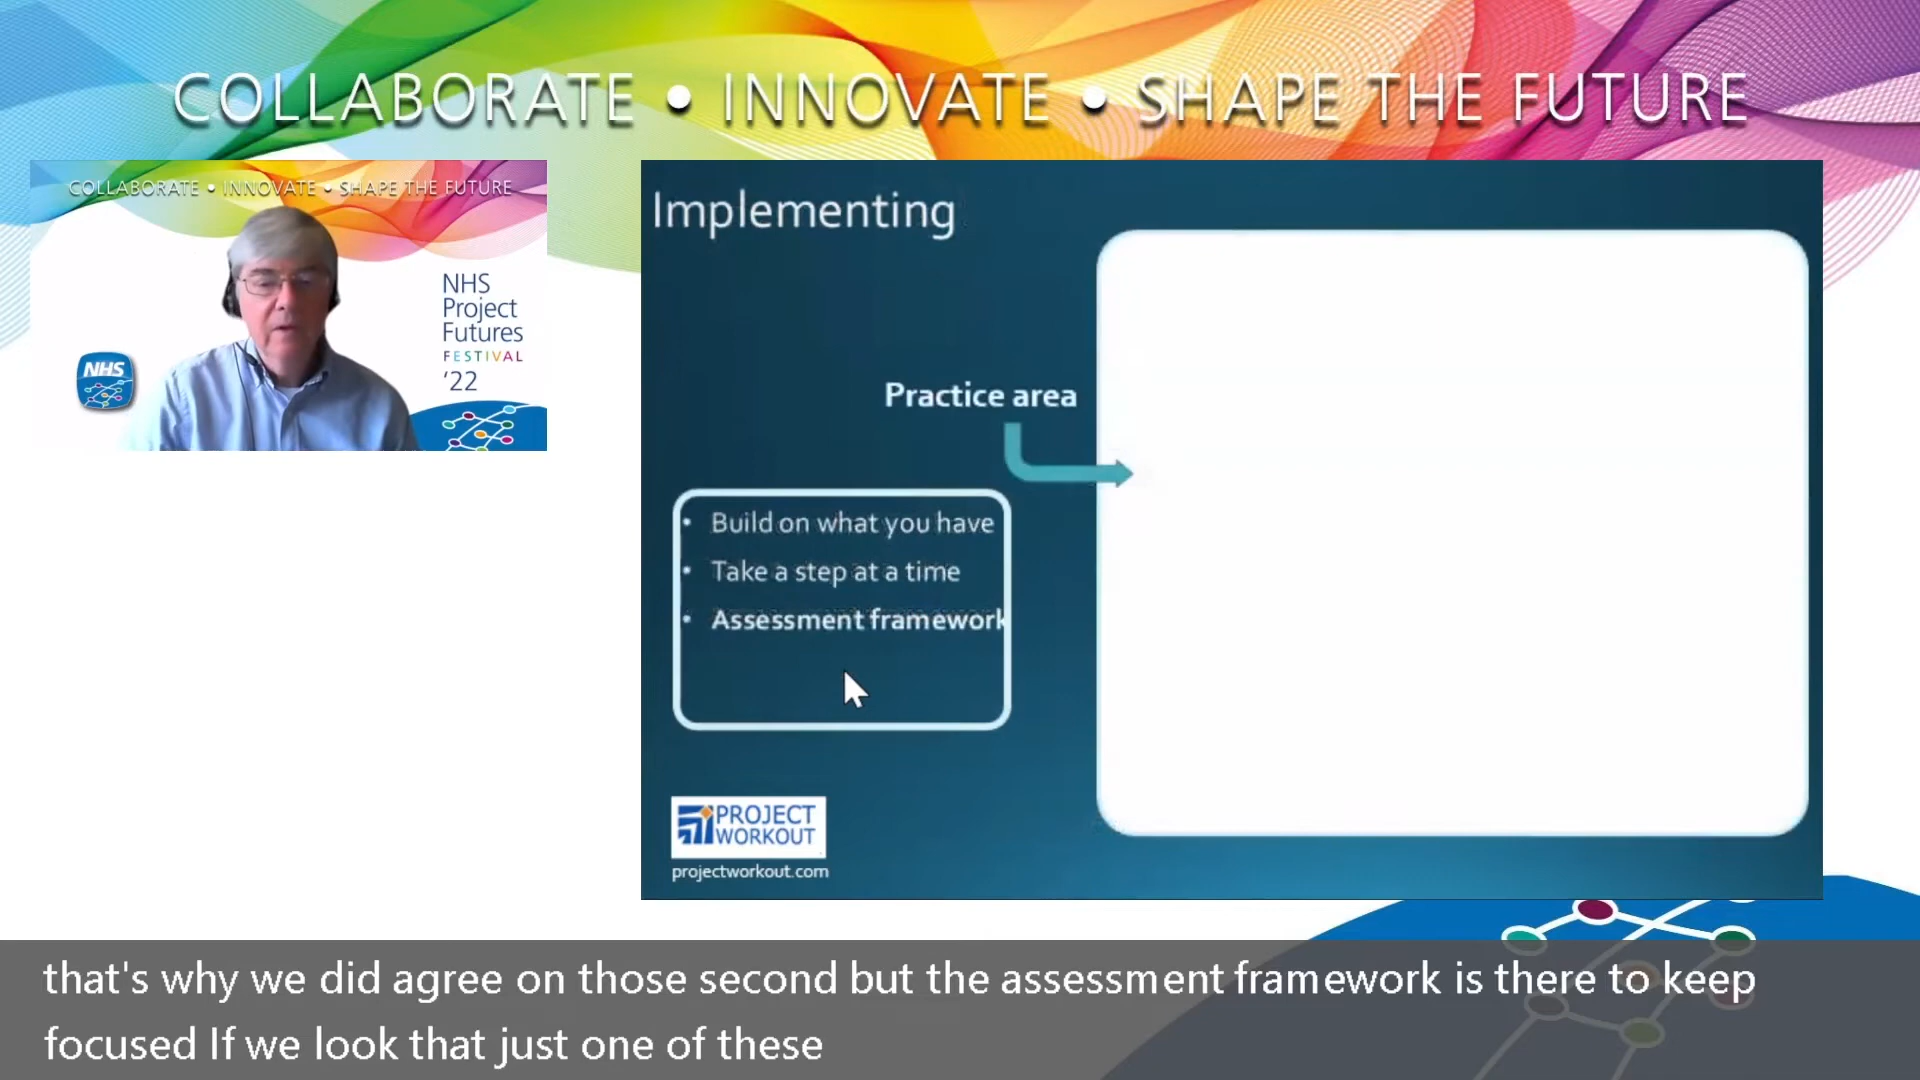 COLLABORATE • INNOVATE • SHAPE THE FUTURE
COLLABORATE • INNOVATE • SHAPE THE FUTURE
NHS
Project
Futures
FESTIVAL
'22
NHS
Implementing
Practice area
• Build on what you have
• Take a step at a time
• Assessment framework
PROJECT
WORKOUT
projectworkout.com
that's why we did agree on those second but the assessment framework is there to keep
focused If we look that just one of these